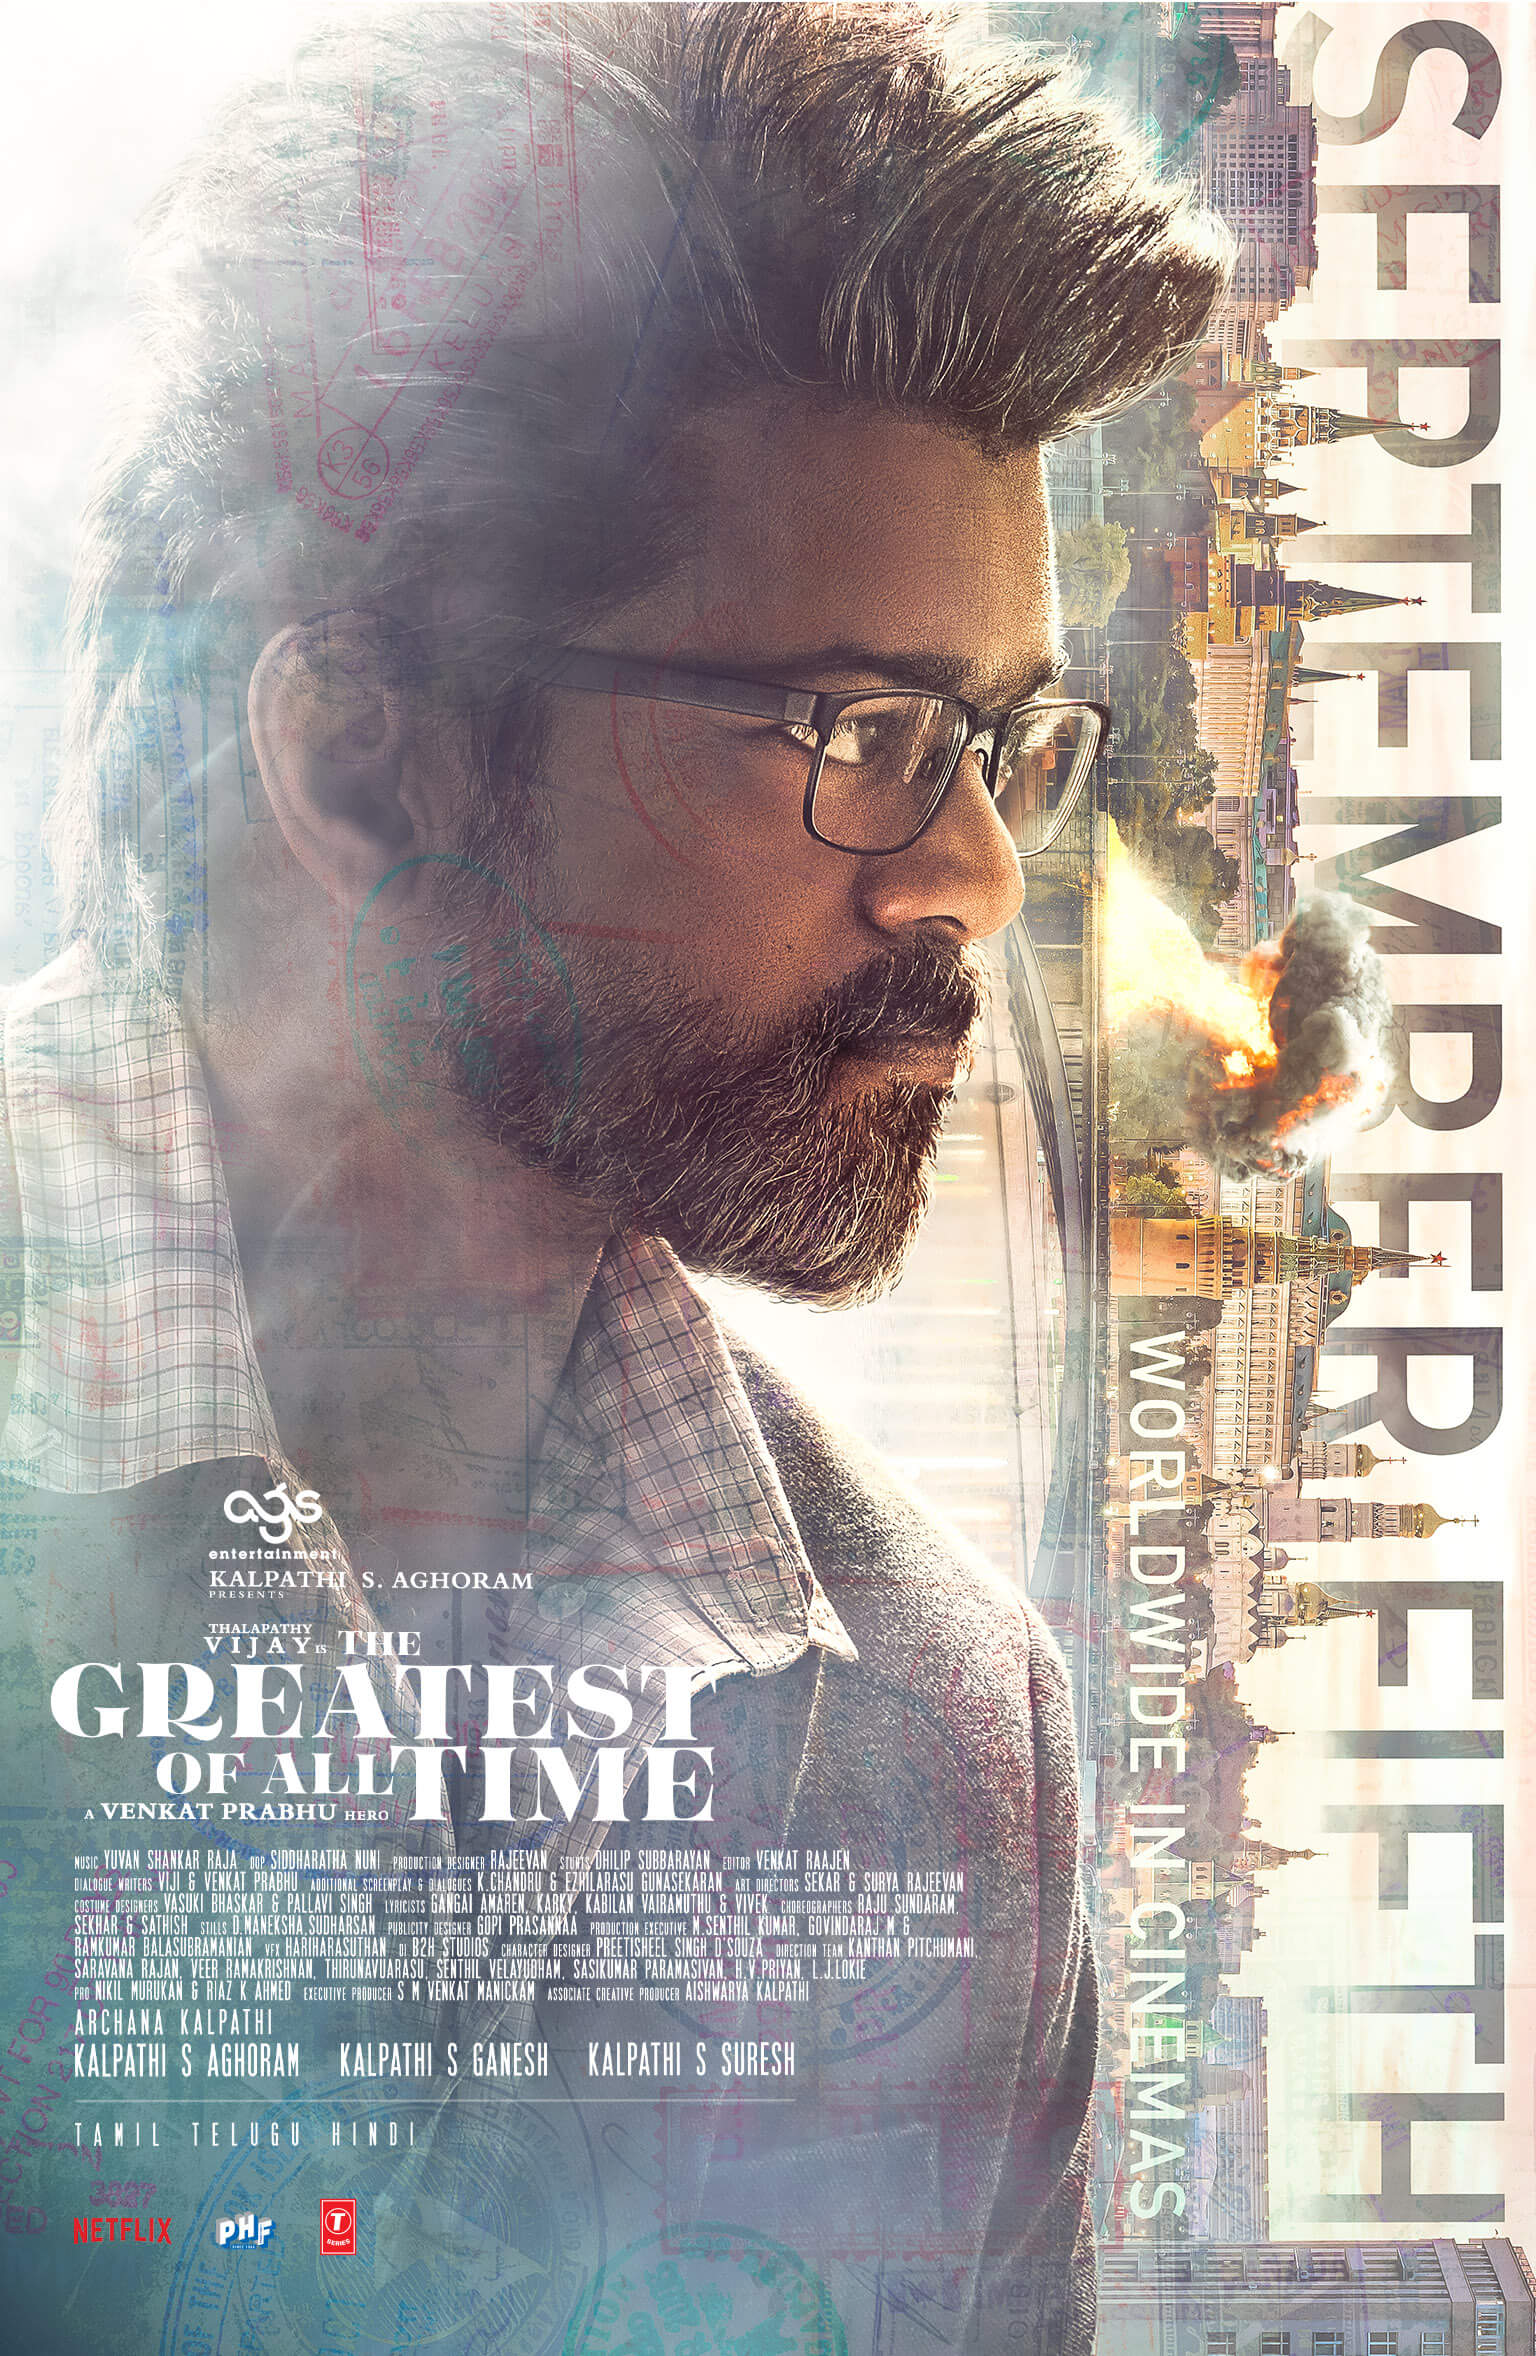 SEPTEMBER FIFTH
WORLDWIDE IN CINEMAS
ags
entertainment
KALPATHI S. AGHORAM
PRESENTS
THALAPATHY
VIJAY IS THE
GREATEST
OF ALL TIME
A VENKAT PRABHU HERO
MUSIC YUVAN SHANKAR RAJA DOP SIDDHARATHA NUNI PRODUCTION DESIGNER RAJEEVAN STUNTS DHILIP SUBBARAYAN EDITOR VENKAT RAAJEN
DIALOGUE WRITERS VIJI & VENKAT PRABHU ADDITIONAL SCREENPLAY & DIALOGUES K.CHANDRU & EZHILARASU GUNASEKARAN ART DIRECTORS SEKAR & SURYA RAJEEVAN
COSTUME DESIGNERS VASUKI BHASKAR & PALLAVI SINGH LYRICISTS GANGAI AMAREN, KARKY, KABILAN VAIRAMUTHU & VIVEK CHOREOGRAPHERS RAJU SUNDARAM,
SEKHAR & SATHISH STILLS D.MANEKSHA,SUDHARSAN PUBLICITY DESIGNER GOPI PRASANNAA PRODUCTION EXECUTIVE M.SENTHIL KUMAR, GOVINDARAJ M &
RAMKUMAR BALASUBRAMANIAN VFX HARIHARASUTHAN DI B2H STUDIOS CHARACTER DESIGNER PREETISHEEL SINGH D'SOUZA DIRECTION TEAM KANTHAN PITCHUMANI,
SARAVANA RAJAN, VEER RAMAKRISHNAN, THIRUNAVUARASU, SENTHIL VELAYUDHAM, SASIKUMAR PARAMASIVAN, H.V.PRIYAN, L.J.LOKIE
PRO NIKIL MURUKAN & RIAZ K AHMED EXECUTIVE PRODUCER S M VENKAT MANICKAM ASSOCIATE CREATIVE PRODUCER AISHWARYA KALPATHI
ARCHANA KALPATHI
KALPATHI S AGHORAM KALPATHI S GANESH KALPATHI S SURESH
TAMIL TELUGU HINDI
3827
NETFLIX
PHF
SINCE 1964
T
SERIES
K3
56